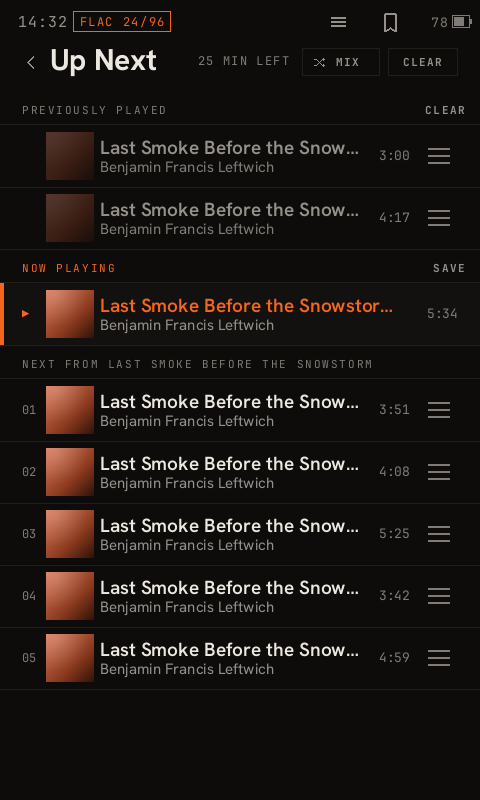 14:32 FLAC 24/96 78
Up Next 25 MIN LEFT MIX CLEAR
PREVIOUSLY PLAYED CLEAR
Last Smoke Before the Snow... 3:00
Benjamin Francis Leftwich
Last Smoke Before the Snow... 4:17
Benjamin Francis Leftwich
NOW PLAYING SAVE
Last Smoke Before the Snowstor... 5:34
Benjamin Francis Leftwich
NEXT FROM LAST SMOKE BEFORE THE SNOWSTORM
01 Last Smoke Before the Snow... 3:51
Benjamin Francis Leftwich
02 Last Smoke Before the Snow... 4:08
Benjamin Francis Leftwich
03 Last Smoke Before the Snow... 5:25
Benjamin Francis Leftwich
04 Last Smoke Before the Snow... 3:42
Benjamin Francis Leftwich
05 Last Smoke Before the Snow... 4:59
Benjamin Francis Leftwich